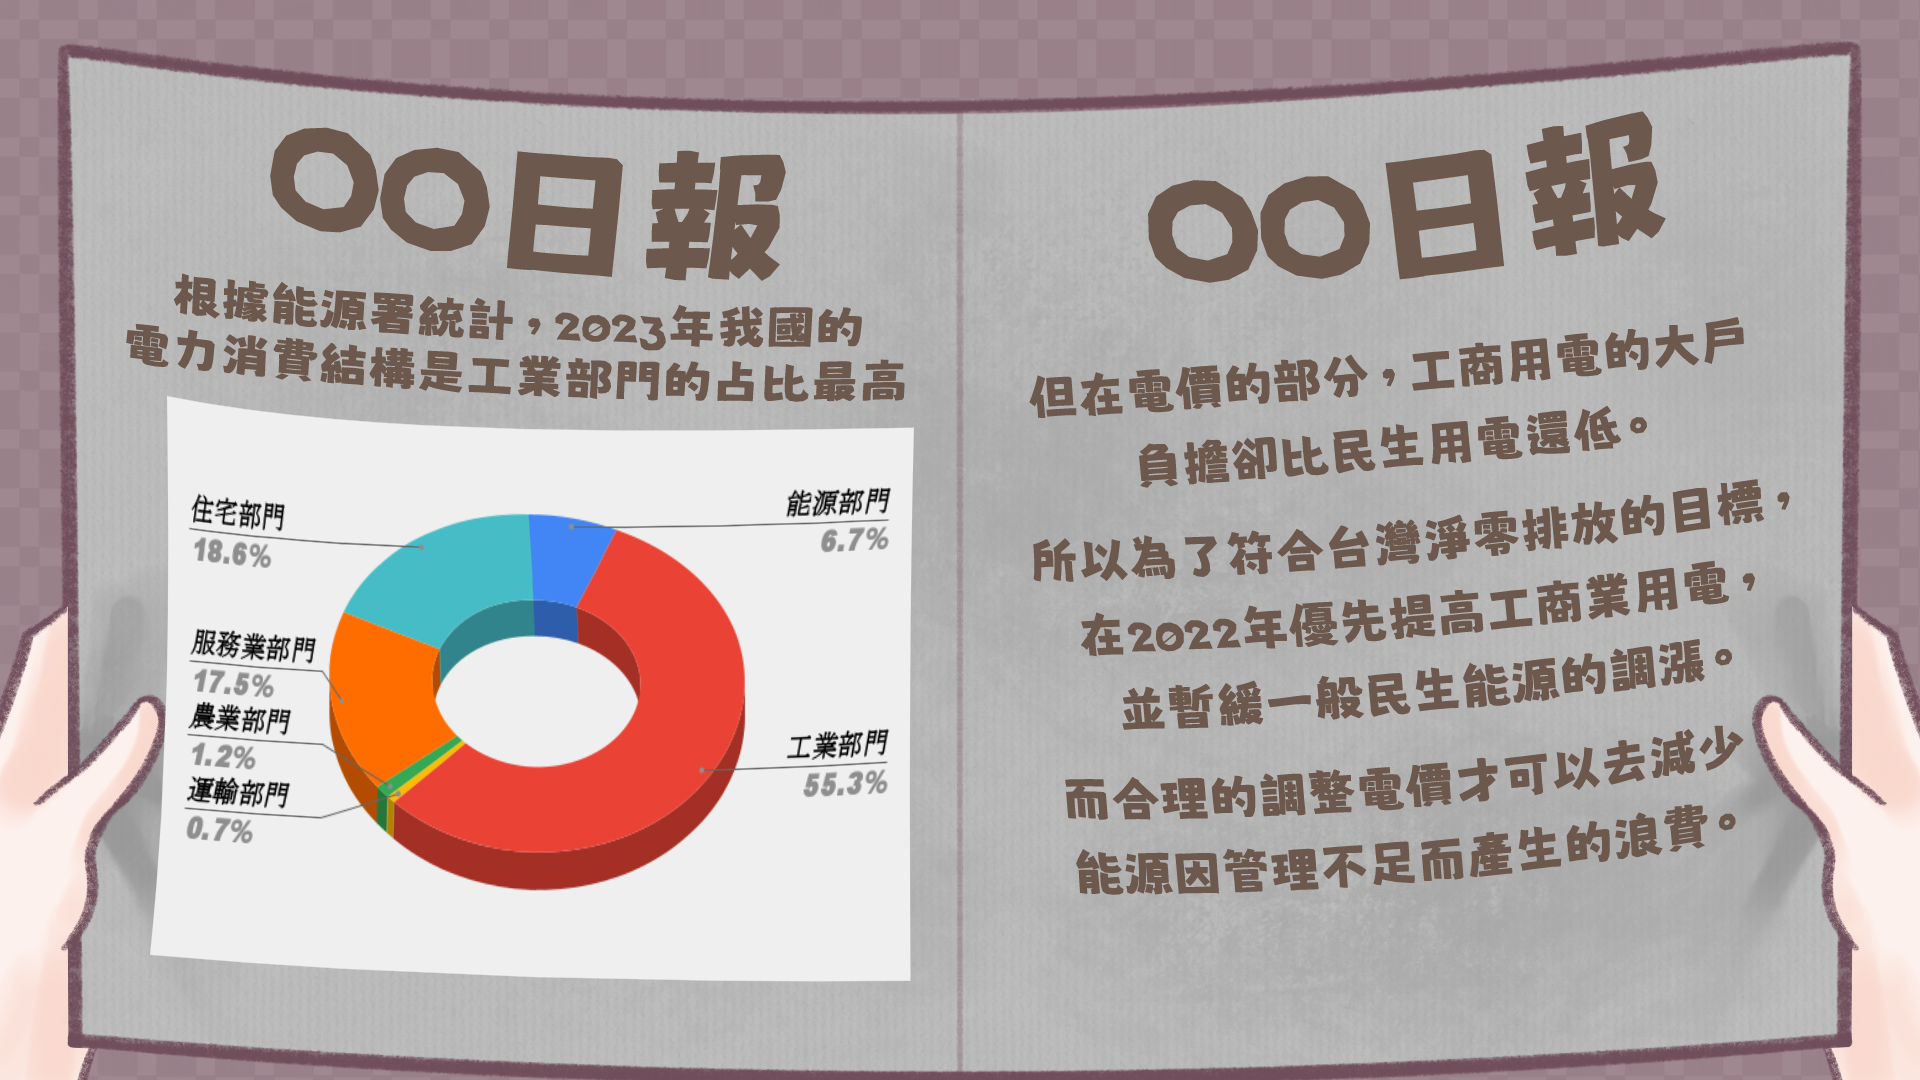 〇〇日報
根據能源署統計，2023年我國的
電力消費結構是工業部門的占比最高
住宅部門
18.6%
能源部門
6.7%
服務業部門
17.5%
農業部門
1.2%
運輸部門
0.7%
工業部門
55.3%
〇〇日報
但在電價的部分，工商用電的大戶
負擔卻比民生用電還低。
所以為了符合台灣淨零排放的目標，
在2022年優先提高工商業用電，
並暫緩一般民生能源的調漲。
而合理的調整電價才可以去減少
能源因管理不足而產生的浪費。